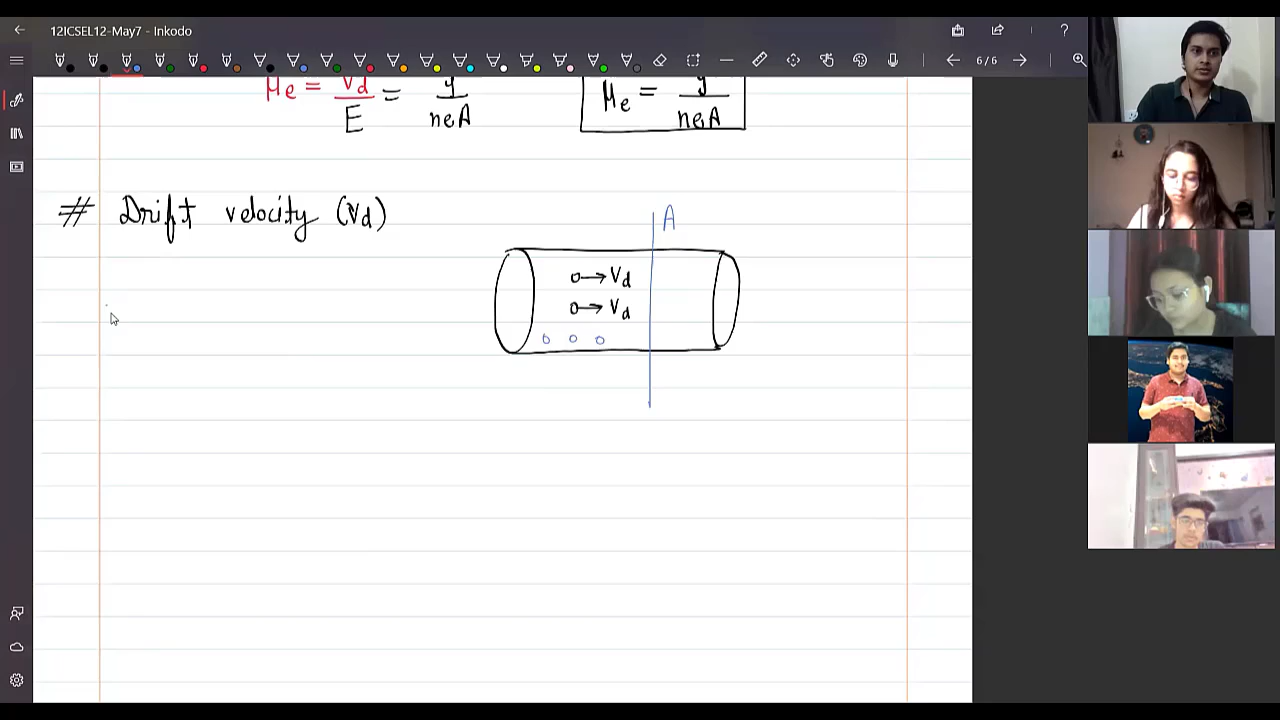 12ICSEL12-May7 - Inkodo
6/6
μe = Vd/E = y/neA
μe = y/neA
# Drift velocity (Vd)
A
Vd
Vd